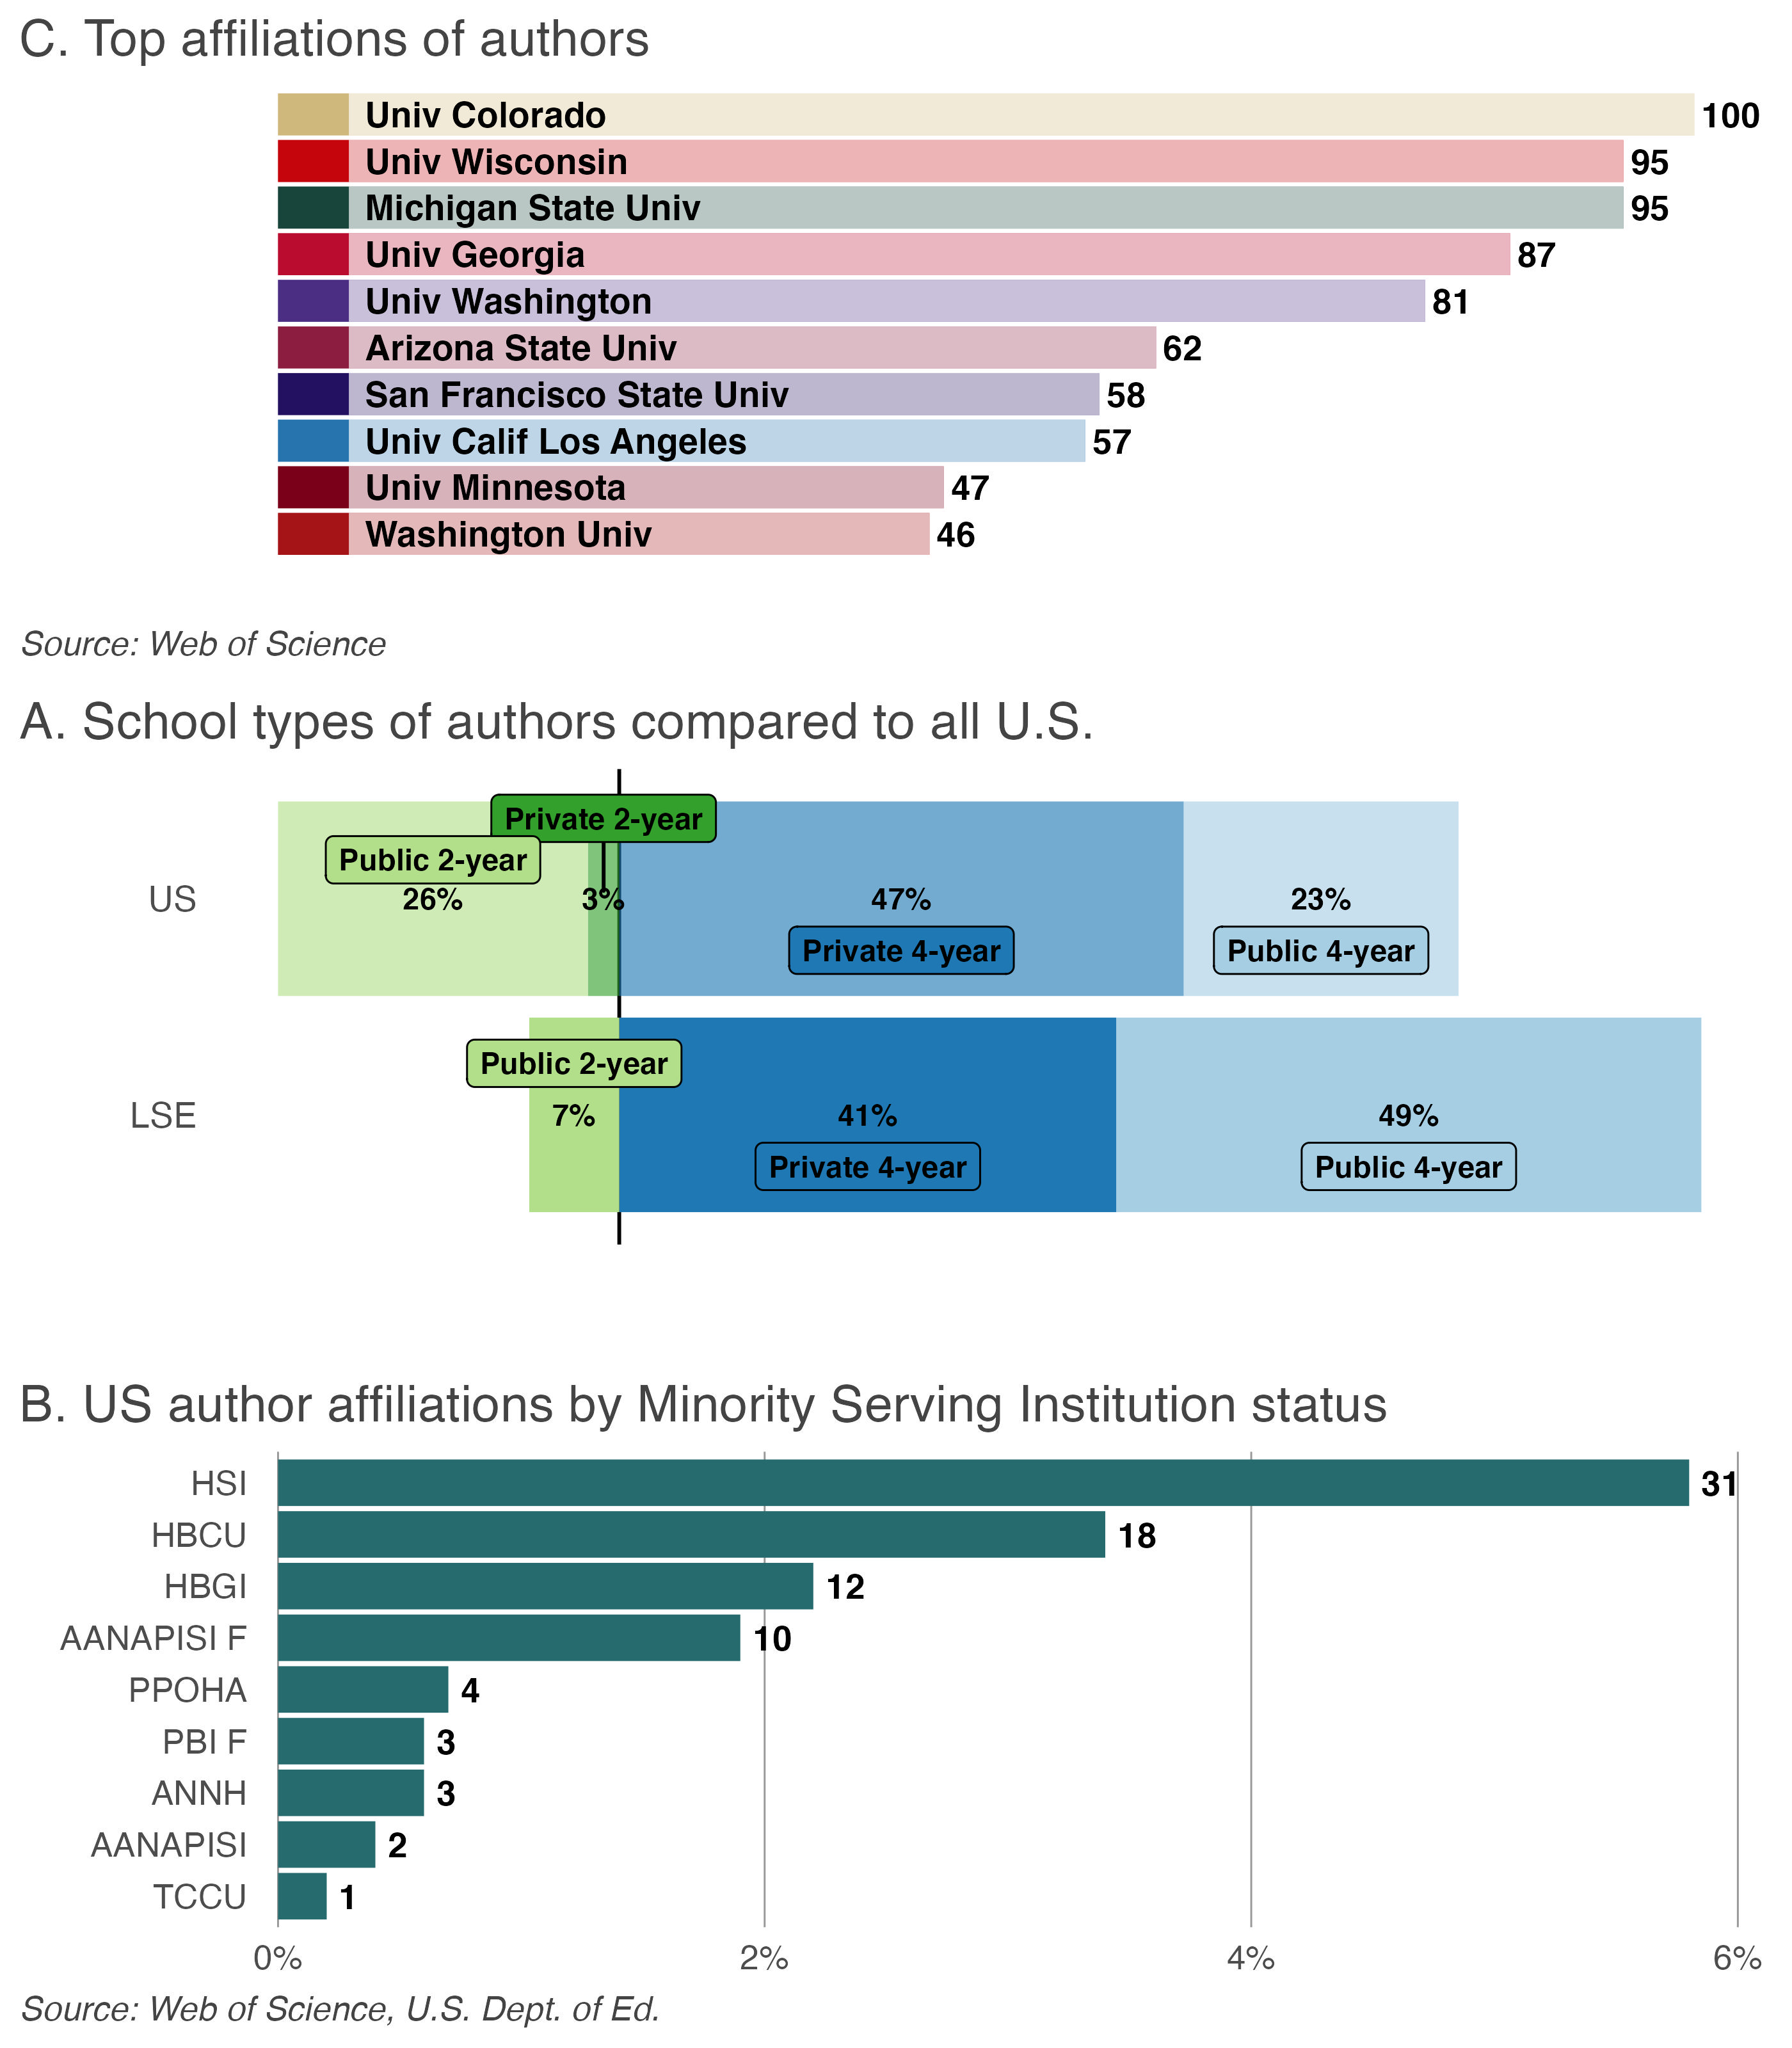 C. Top affiliations of authors
Univ Colorado 100
Univ Wisconsin 95
Michigan State Univ 95
Univ Georgia 87
Univ Washington 81
Arizona State Univ 62
San Francisco State Univ 58
Univ Calif Los Angeles 57
Univ Minnesota 47
Washington Univ 46
Source: Web of Science
A. School types of authors compared to all U.S.
Private 2-year
Public 2-year
US 26% 3% 47% 23%
Private 4-year Public 4-year
Public 2-year
LSE 7% 41% 49%
Private 4-year Public 4-year
B. US author affiliations by Minority Serving Institution status
HSI 31
HBCU 18
HBGI 12
AANAPISI F 10
PPOHA 4
PBI F 3
ANNH 3
AANAPISI 2
TCCU 1
0% 2% 4% 6%
Source: Web of Science, U.S. Dept. of Ed.